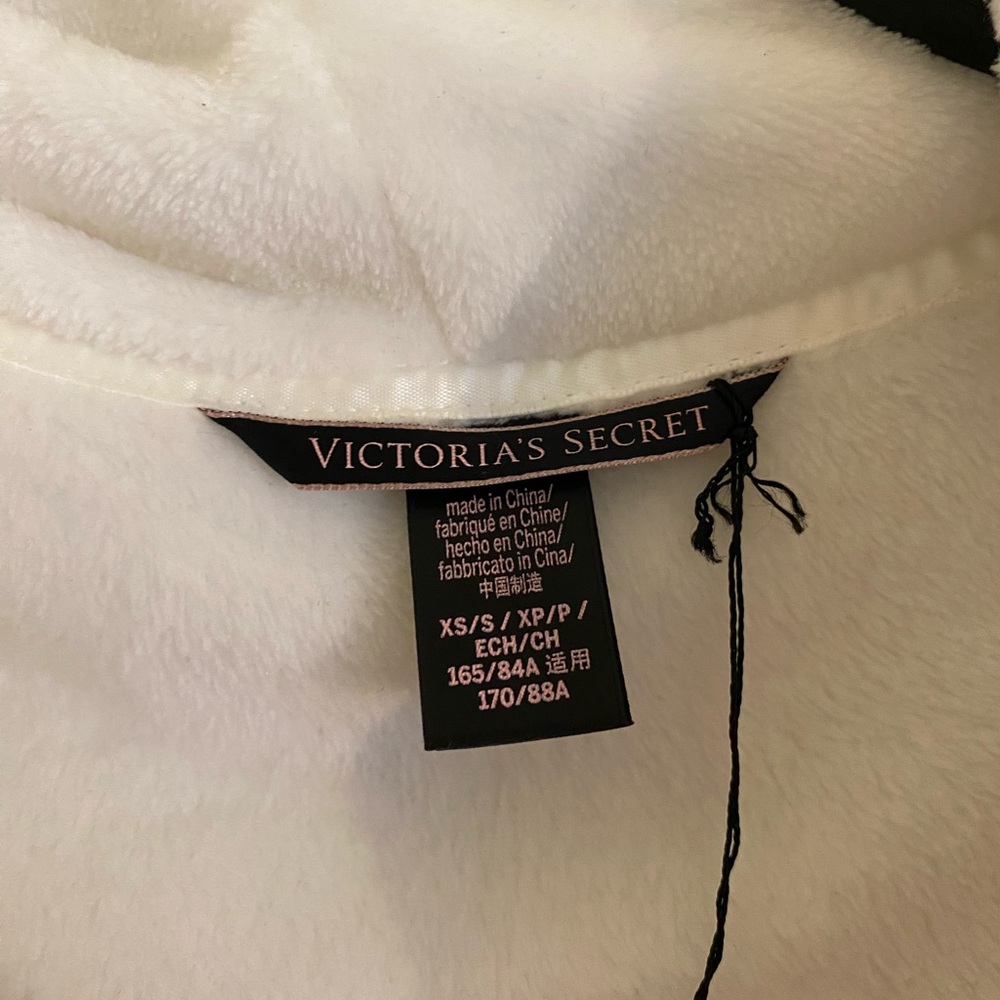 VICTORIA'S SECRET
made in China/
fabriqué en Chine/
hecho en China/
fabbricato in Cina/
中国制造
XS/S / XP/P /
ECH/CH
165/84A 适用
170/88A